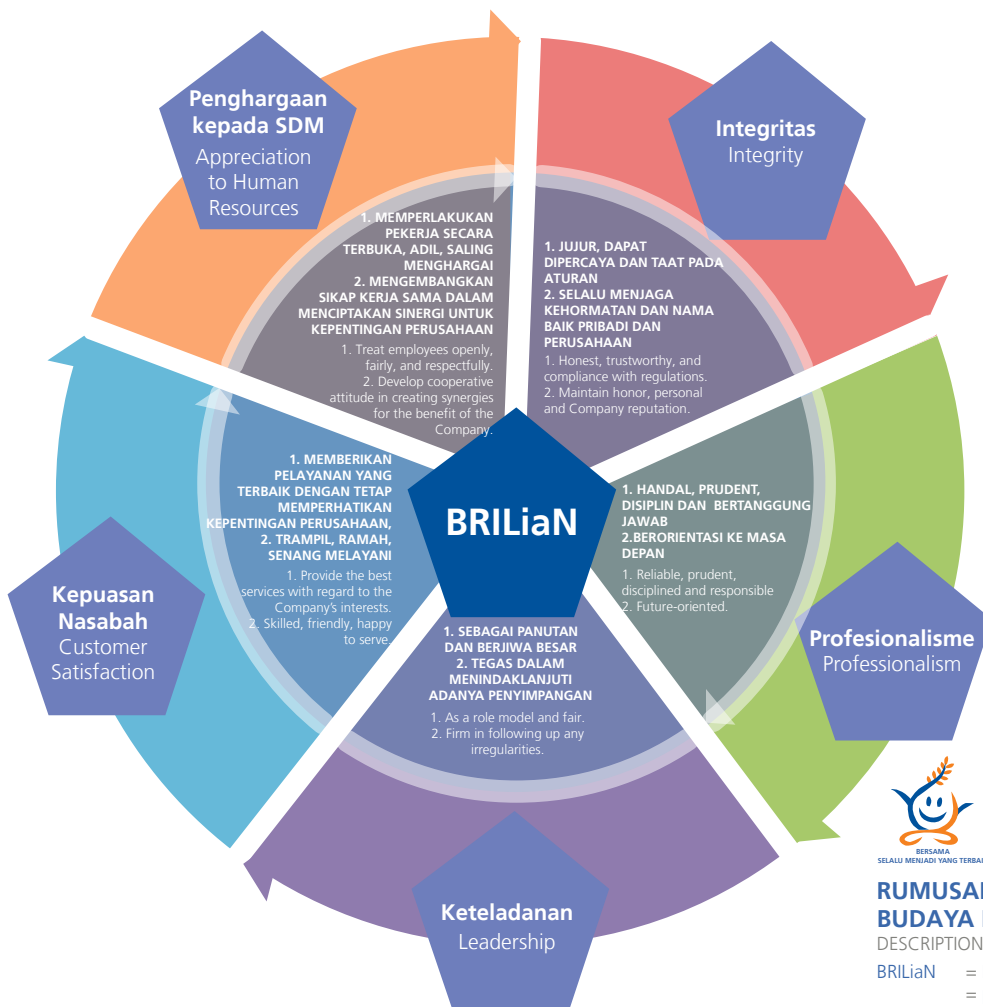 Penghargaan
kepada SDM
Appreciation
to Human
Resources
1. MEMPERLAKUKAN
PEKERJA SECARA
TERBUKA, ADIL, SALING
MENGHARGAI
2. MENGEMBANGKAN
SIKAP KERJA SAMA DALAM
MENCIPTAKAN SINERGI UNTUK
KEPENTINGAN PERUSAHAAN
1. Treat employees openly,
fairly, and respectfully.
2. Develop cooperative
attitude in creating synergies
for the benefit of the
Company.
Integritas
Integrity
1. JUJUR, DAPAT
DIPERCAYA DAN TAAT PADA
ATURAN
2. SELALU MENJAGA
KEHORMATAN DAN NAMA
BAIK PRIBADI DAN
PERUSAHAAN
1. Honest, trustworthy, and
compliance with regulations.
2. Maintain honor, personal
and Company reputation.
BRILiaN
1. HANDAL, PRUDENT,
DISIPLIN DAN BERTANGGUNG
JAWAB
2.BERORIENTASI KE MASA
DEPAN
1. Reliable, prudent,
disciplined and responsible
2. Future-oriented.
Profesionalisme
Professionalism
1. SEBAGAI PANUTAN
DAN BERJIWA BESAR
2. TEGAS DALAM
MENINDAKLANJUTI
ADANYA PENYIMPANGAN
1. As a role model and fair.
2. Firm in following up any
irregularities.
Keteladanan
Leadership
1. MEMBERIKAN
PELAYANAN YANG
TERBAIK DENGAN TETAP
MEMPERHATIKAN
KEPENTINGAN PERUSAHAAN,
2. TRAMPIL, RAMAH,
SENANG MELAYANI
1. Provide the best
services with regard to the
Company's interests.
2. Skilled, friendly, happy
to serve.
Kepuasan
Nasabah
Customer
Satisfaction
BERSAMA
SELALU MENJADI YANG TERBAI
RUMUSA
BUDAYA
DESCRIPTION
BRILiaN =
=